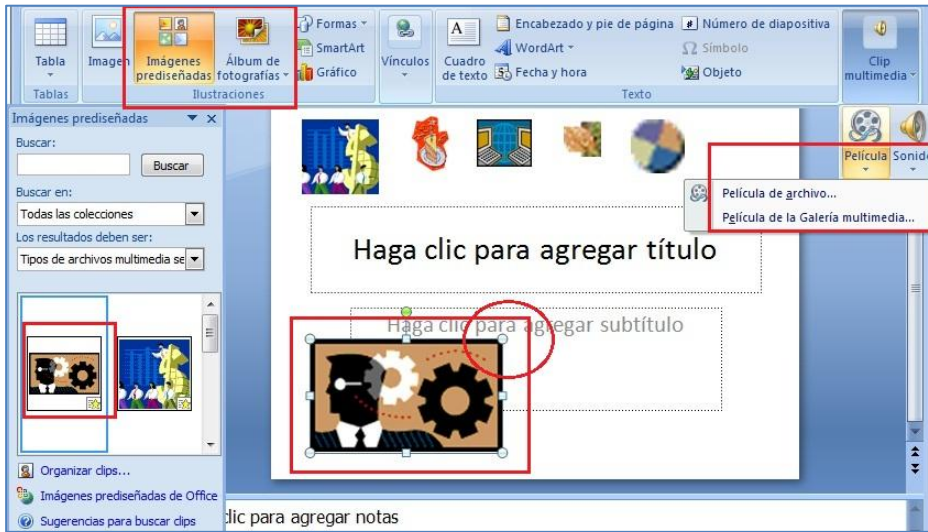 Tabla
Imagen
Imágenes
prediseñadas
Álbum de
fotografías
Formas
SmartArt
Gráfico
Vínculos
Cuadro
de texto
Encabezado y pie de página
WordArt
Fecha y hora
Número de diapositiva
Símbolo
Objeto
Clip
multimedia
Tablas
Ilustraciones
Texto
Imágenes prediseñadas
Buscar:
Buscar
Buscar en:
Todas las colecciones
Los resultados deben ser:
Tipos de archivos multimedia se
Organizar clips...
Imágenes prediseñadas de Office
Sugerencias para buscar clips
Película
Sonido
Película de archivo...
Película de la Galería multimedia...
Haga clic para agregar título
Haga clic para agregar subtítulo
clic para agregar notas